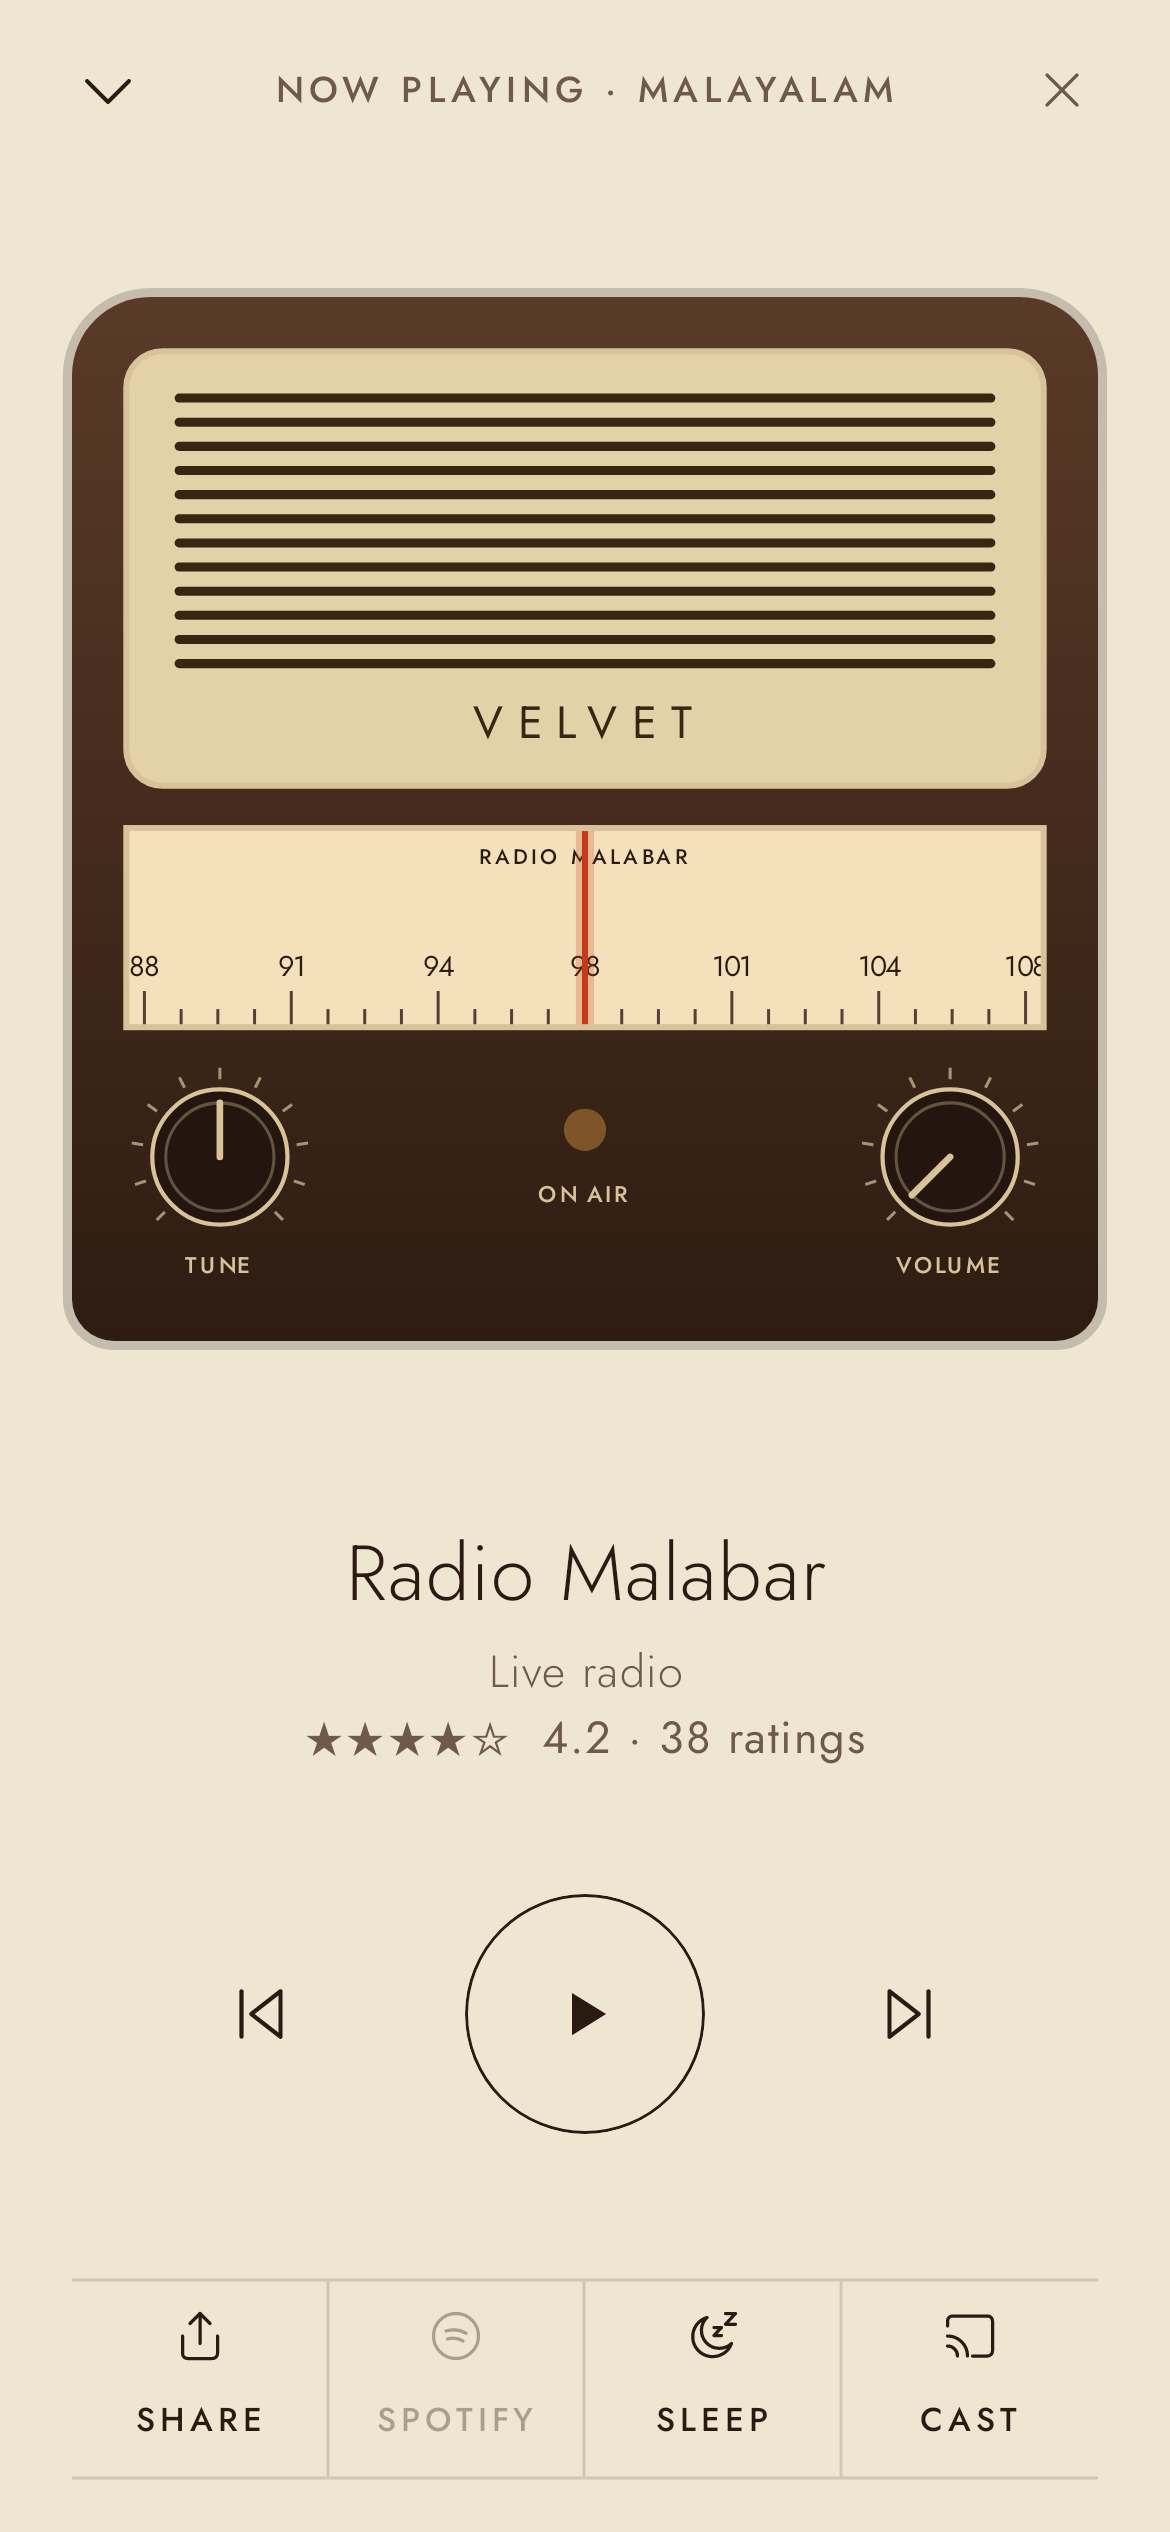 NOW PLAYING · MALAYALAM
VELVET
RADIO MALABAR
88 91 94 98 101 104 108
ON AIR
TUNE VOLUME
Radio Malabar
Live radio
★★★★☆ 4.2 · 38 ratings
SHARE SPOTIFY SLEEP CAST